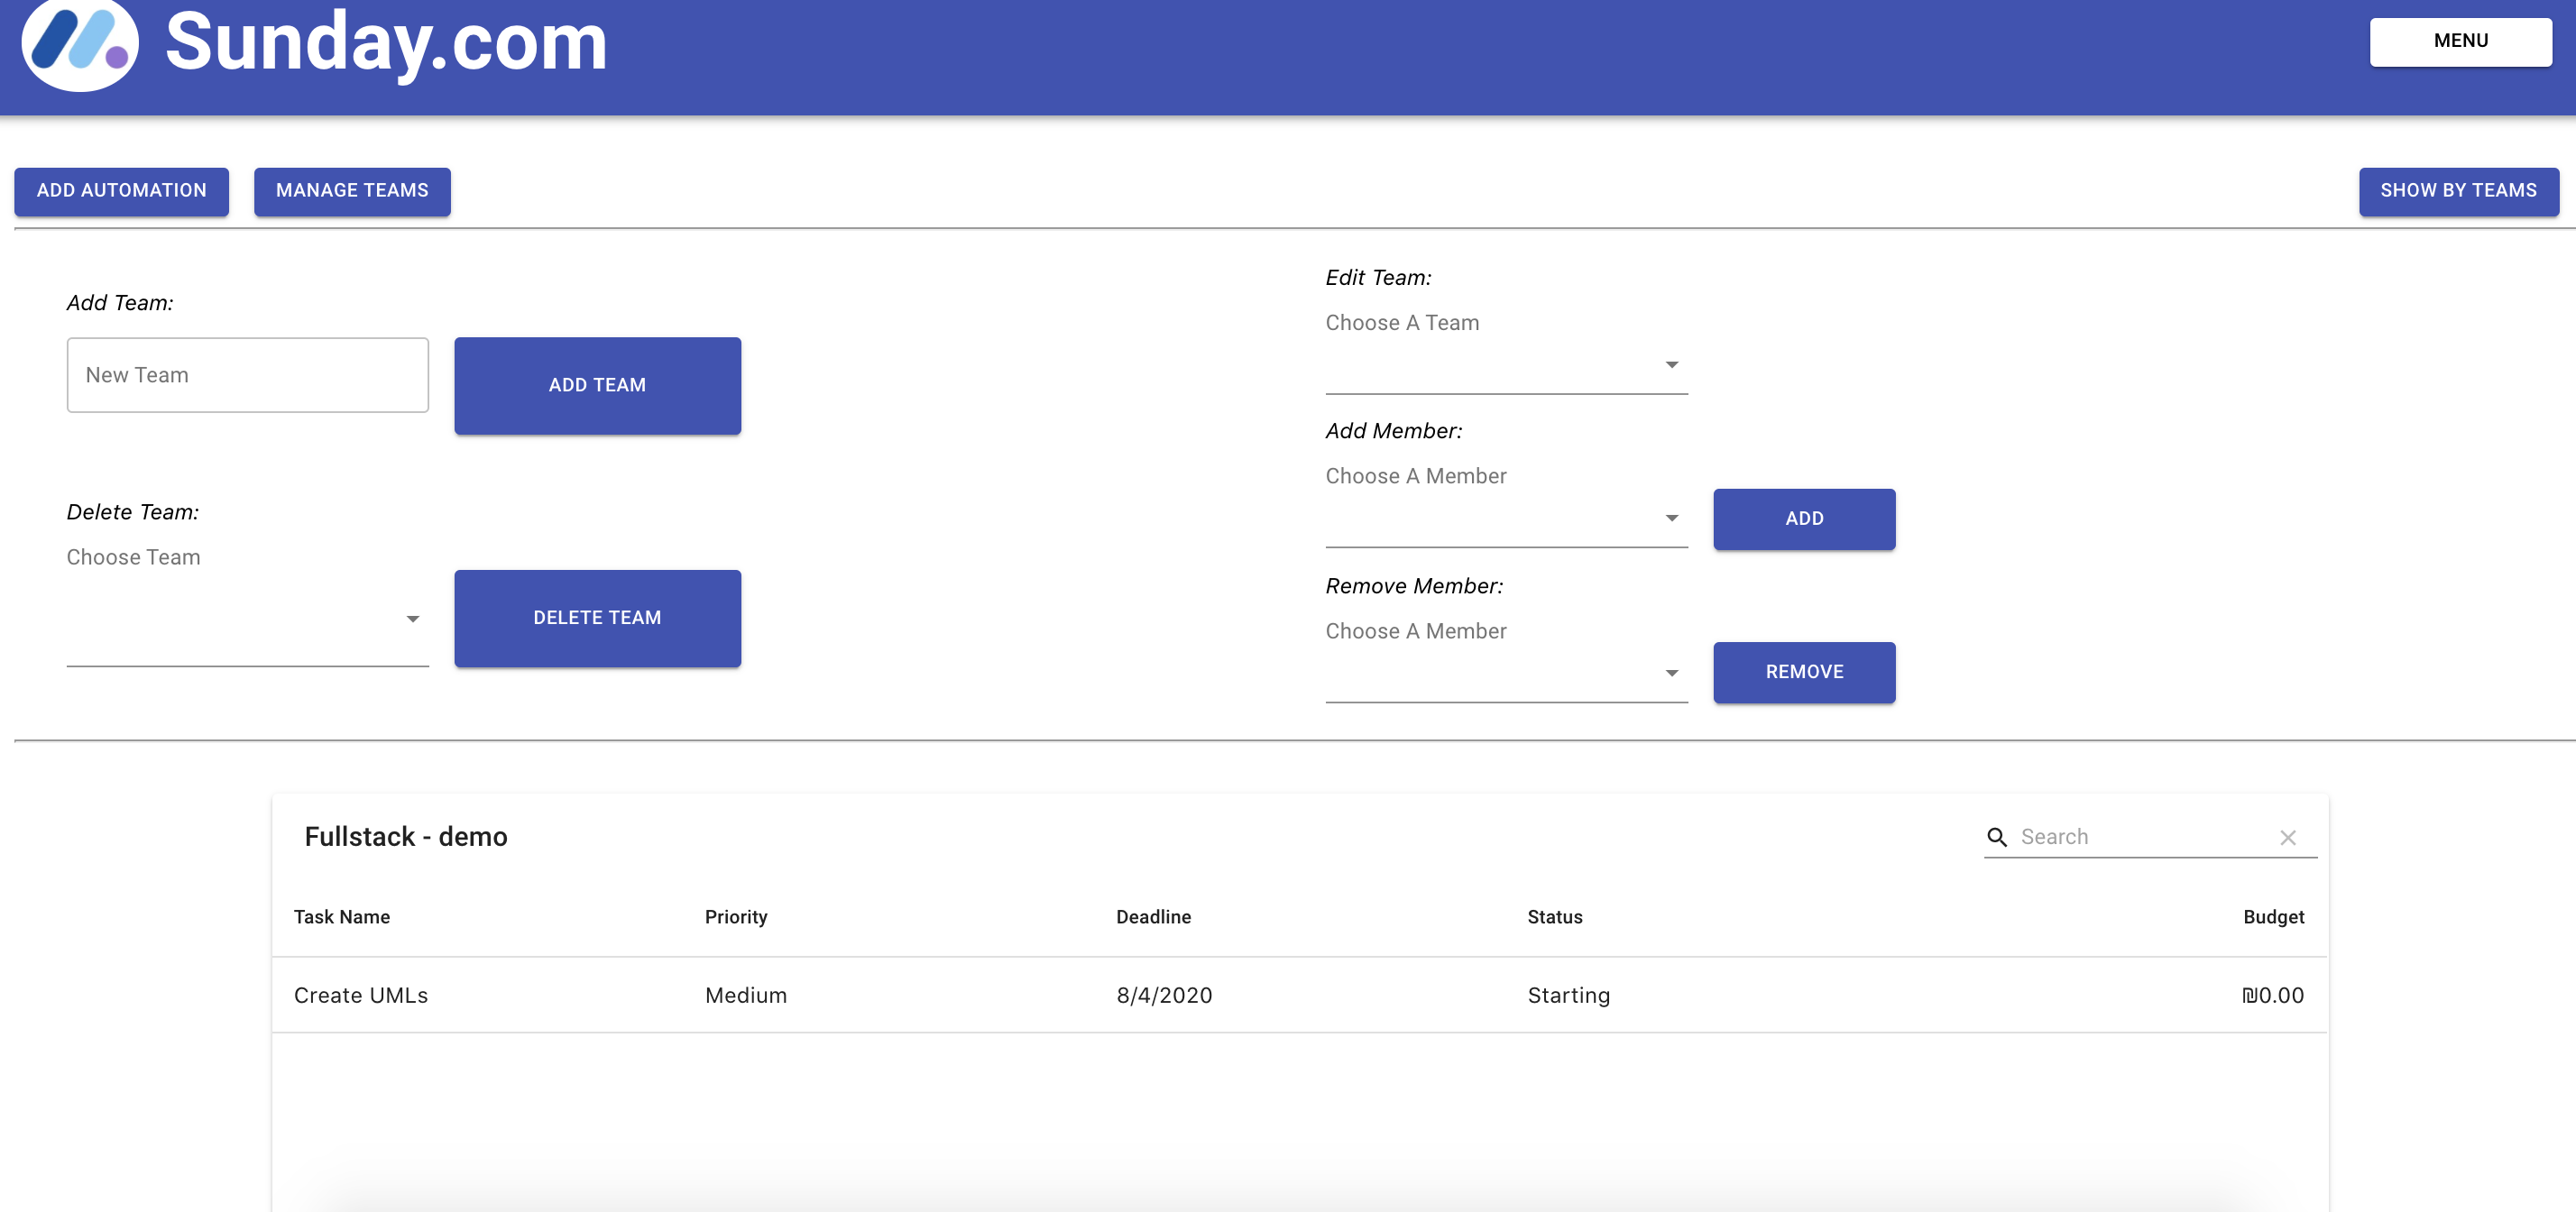 Sunday.com
MENU
ADD AUTOMATION
MANAGE TEAMS
SHOW BY TEAMS
Add Team:
New Team
ADD TEAM
Delete Team:
Choose Team
DELETE TEAM
Edit Team:
Choose A Team
Add Member:
Choose A Member
ADD
Remove Member:
Choose A Member
REMOVE
Fullstack - demo
Search
Task Name Priority Deadline Status Budget
Create UMLs Medium 8/4/2020 Starting ₪0.00